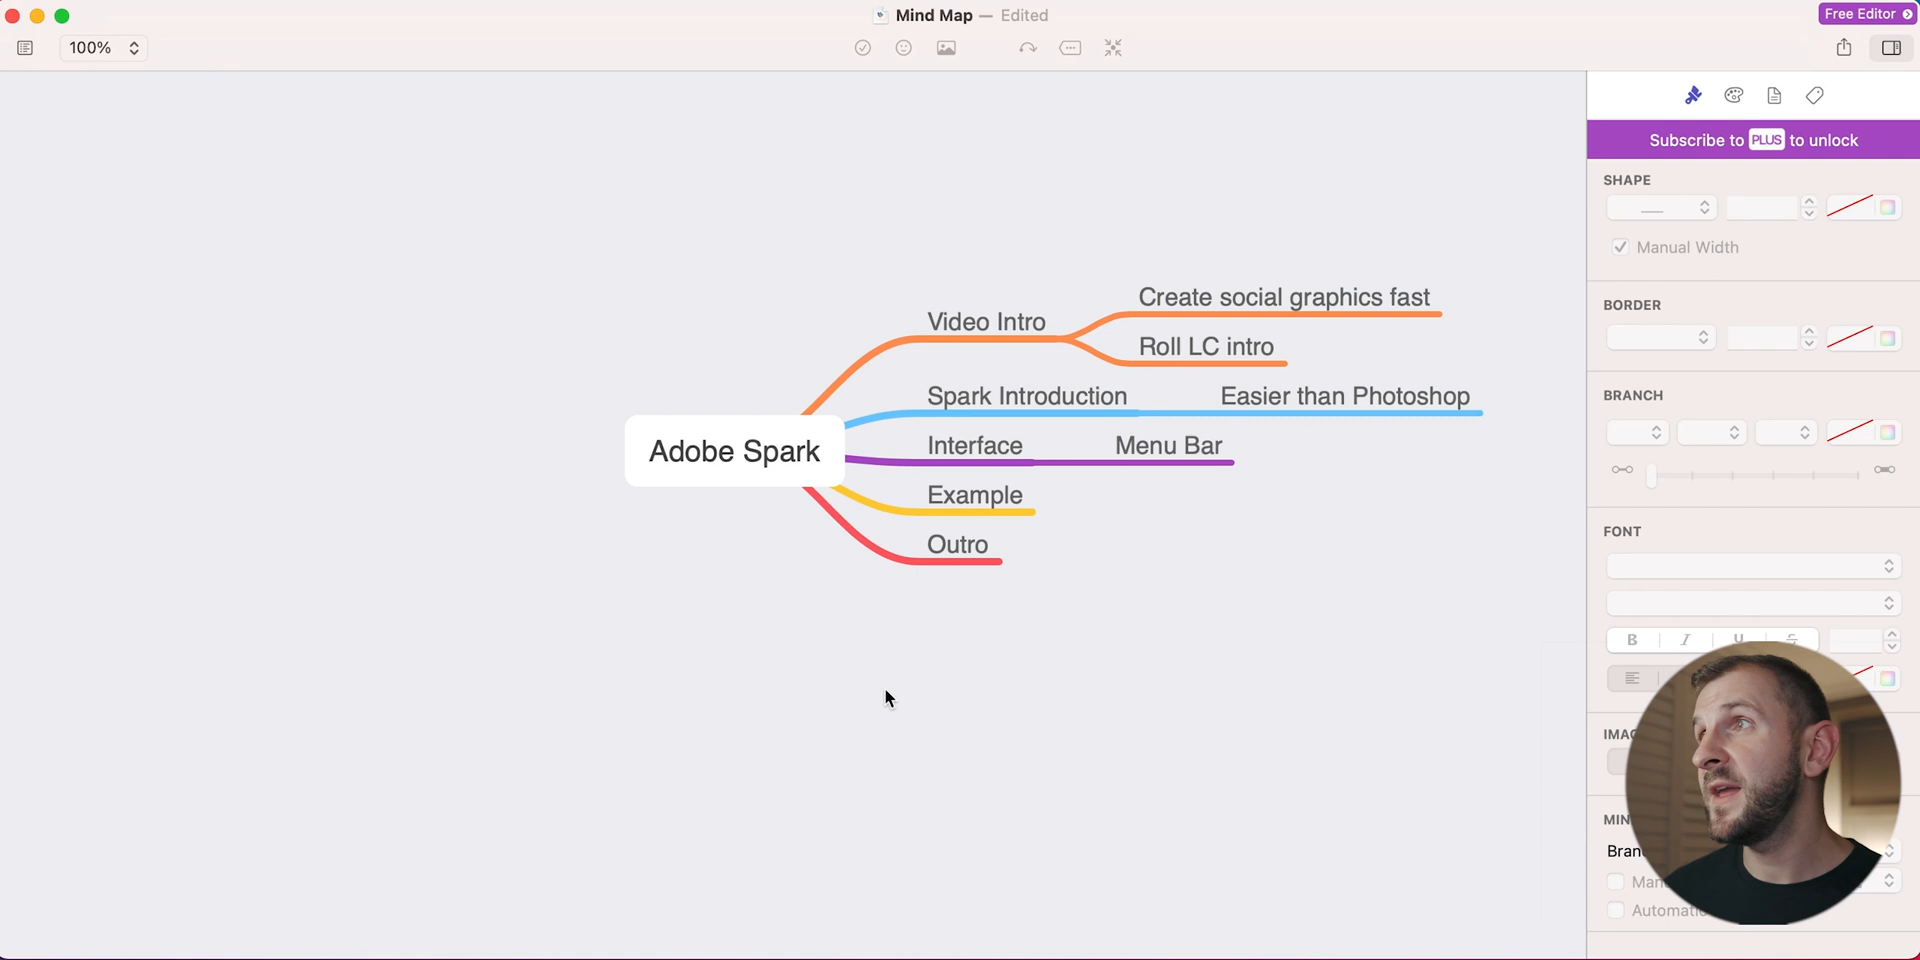 Mind Map — Edited
Free Editor
100%
Subscribe to PLUS to unlock
SHAPE
Manual Width
BORDER
BRANCH
FONT
B I U S
Create social graphics fast
Video Intro
Roll LC intro
Spark Introduction
Easier than Photoshop
Interface
Menu Bar
Adobe Spark
Example
Outro